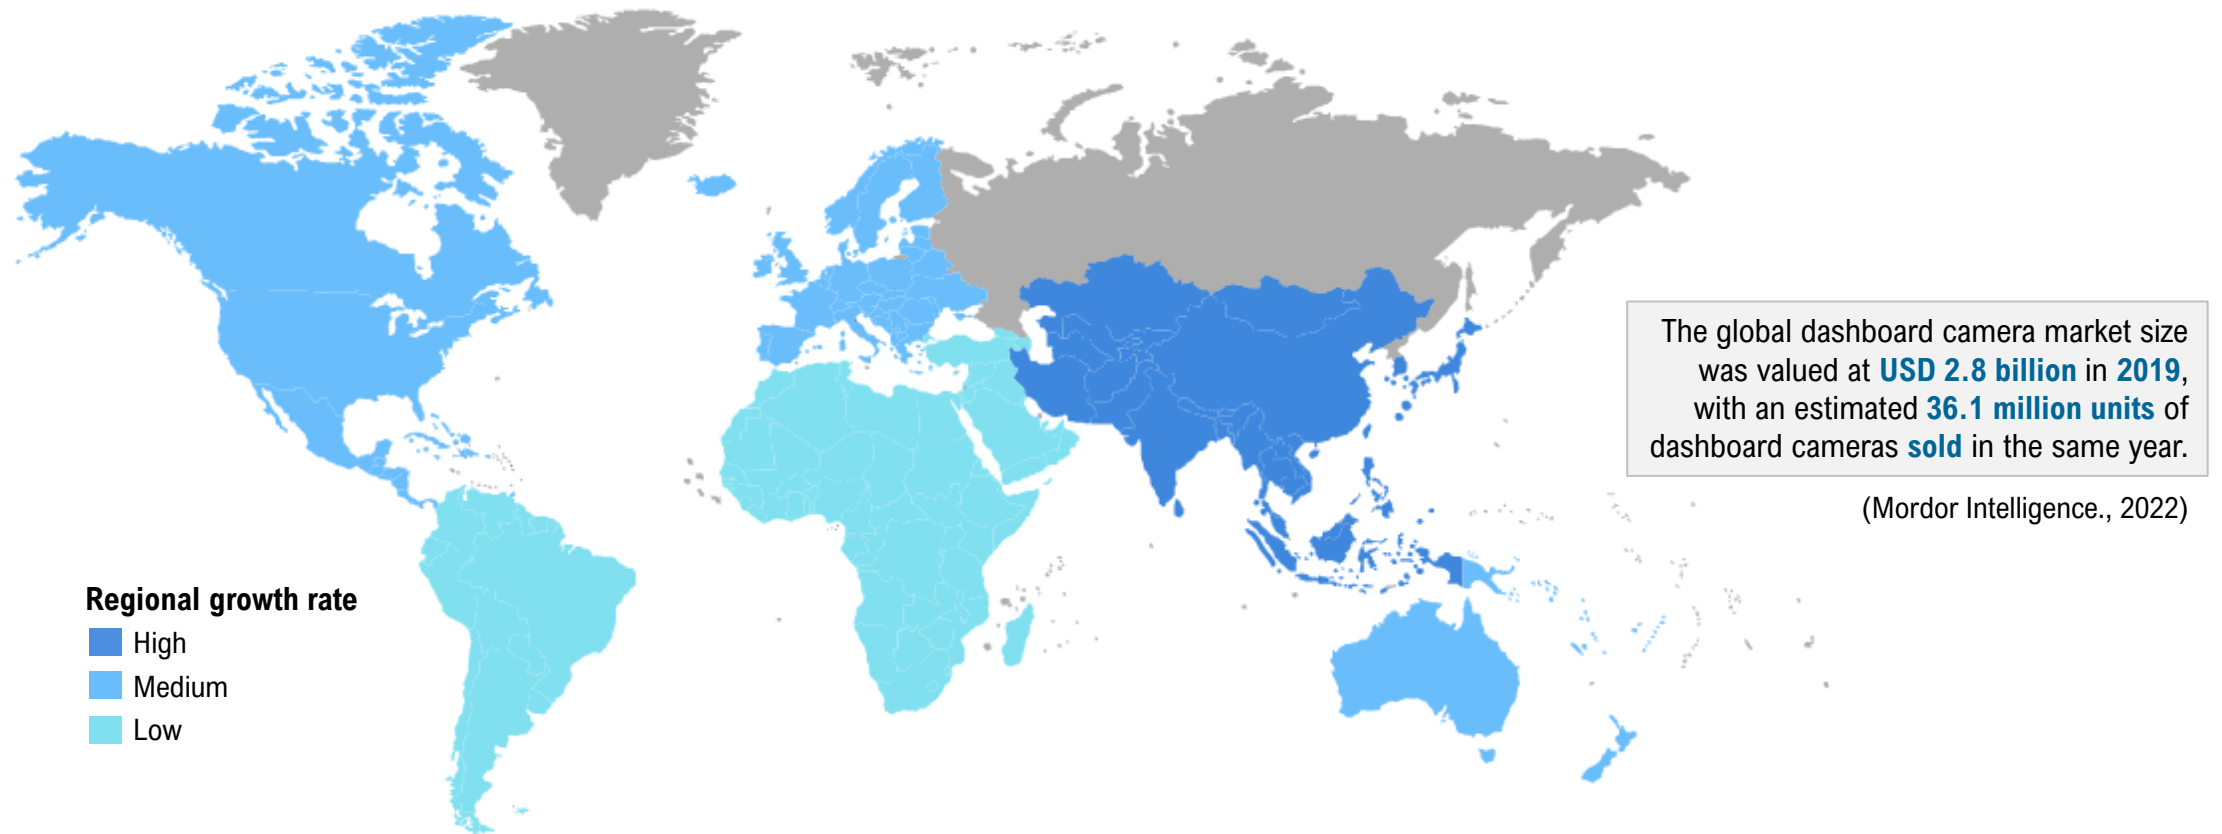 The global dashboard camera market size
was valued at USD 2.8 billion in 2019,
with an estimated 36.1 million units of
dashboard cameras sold in the same year.
(Mordor Intelligence., 2022)
Regional growth rate
High
Medium
Low